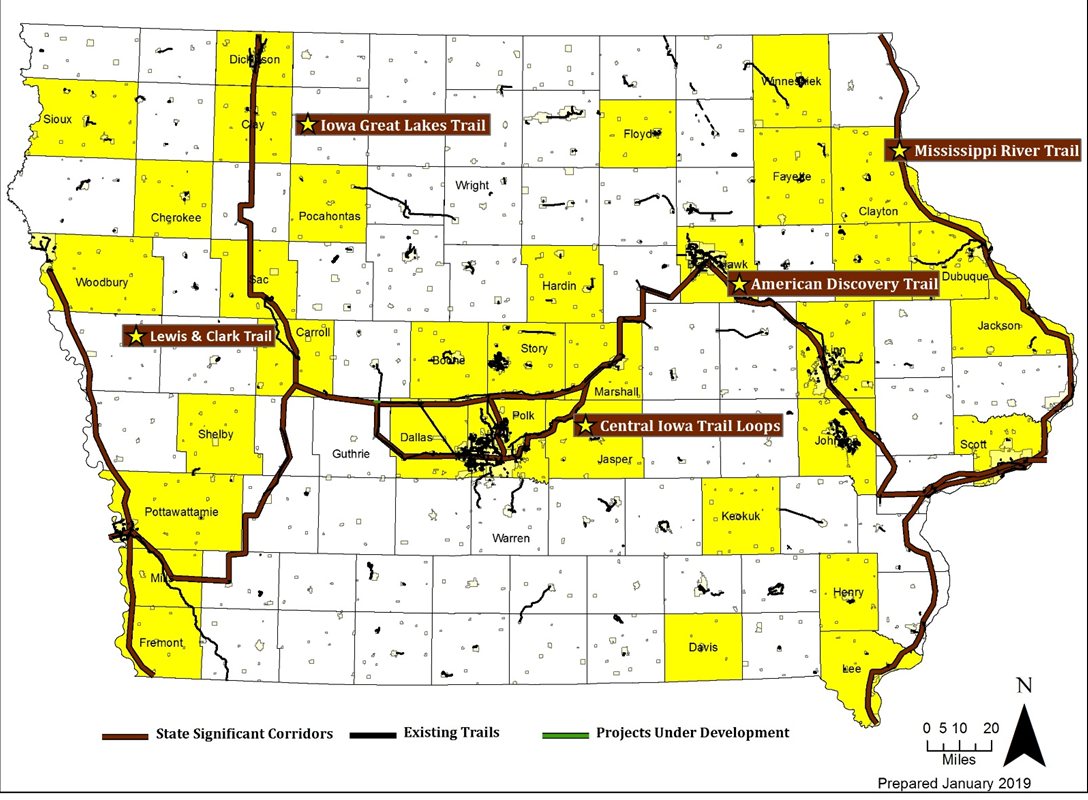 Dickinson
Winneshiek
Sioux
Clay
Iowa Great Lakes Trail
Floyd
Mississippi River Trail
Fayette
Wright
Cherokee
Pocahontas
Clayton
Black Hawk
Woodbury
Sac
Hardin
American Discovery Trail
Dubuque
Lewis & Clark Trail
Carroll
Jackson
Boone
Story
Linn
Marshall
Shelby
Dallas
Polk
Central Iowa Trail Loops
Guthrie
Jasper
Johnson
Scott
Pottawattamie
Keokuk
Warren
Mills
Henry
Fremont
Davis
Lee
N
State Significant Corridors
Existing Trails
Projects Under Development
0 5 10 20
Miles
Prepared January 2019